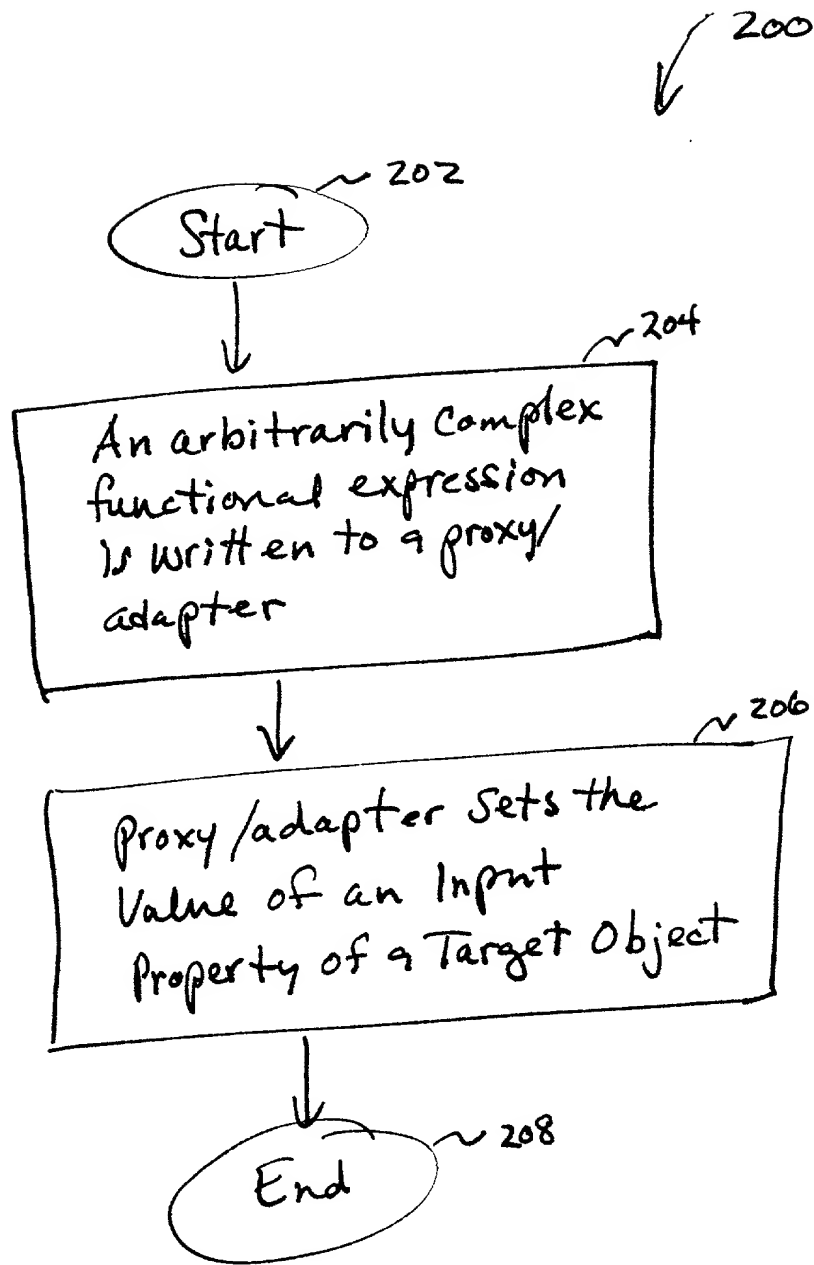 200
202
Start
204
An arbitrarily complex
functional expression
is written to a proxy/
adapter
206
Proxy/adapter sets the
Value of an Input
Property of a Target Object
208
End